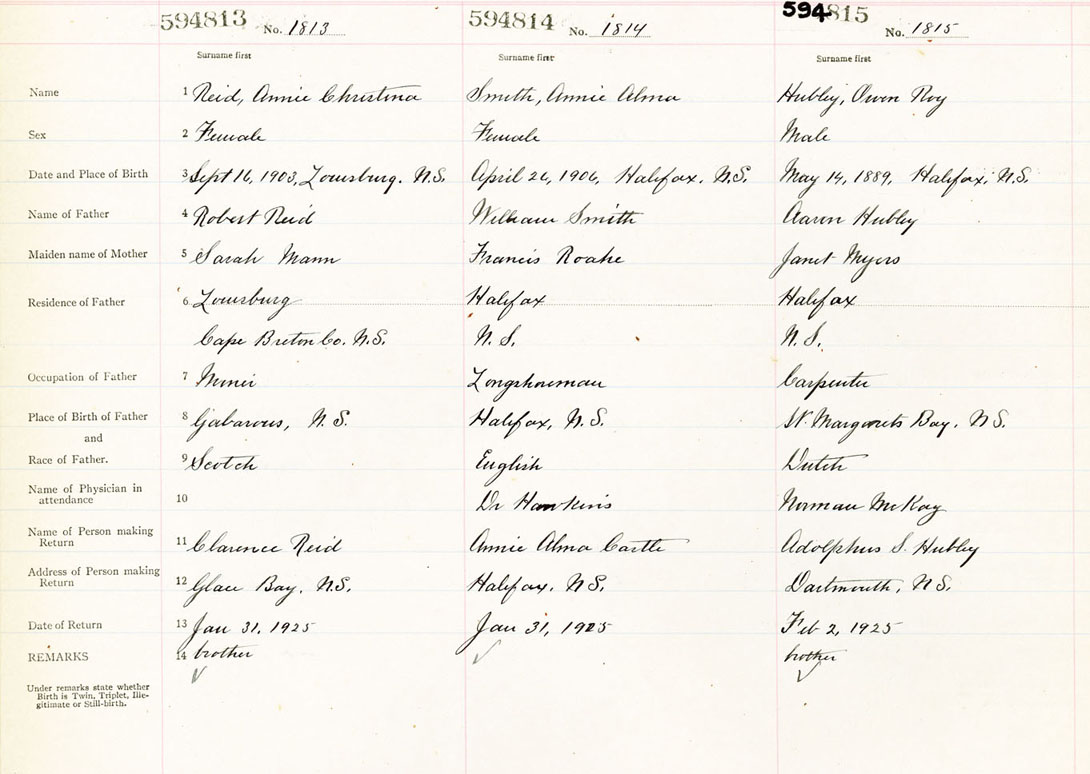 594813 No. 1813 594814 No. 1814 594815 No. 1815
Surname first Surname first Surname first
Name 1 Reid, Annie Christina Smith, Annie Alma Hubley, Owen Roy
Sex 2 Female Female Male
Date and Place of Birth 3 Sept 16, 1903, Louisburg. N.S. April 26, 1906, Halifax, N.S. May 14, 1889, Halifax, N.S.
Name of Father 4 Robert Reid William Smith Aaron Hubley
Maiden name of Mother 5 Sarah Mann Francis Roake Janet Myers
Residence of Father 6 Louisburg Halifax Halifax
Cape Breton Co. N.S. N.S. N.S.
Occupation of Father 7 Miner Longshoreman Carpenter
Place of Birth of Father 8 Gabarous, N.S. Halifax, N.S. St. Margarets Bay, N.S.
and
Race of Father. 9 Scotch English Dutch
Name of Physician in
attendance 10 Dr Hawkins Norman McKay
Name of Person making
Return 11 Clarence Reid Annie Alma Castle Adolphus S. Hubley
Address of Person making
Return 12 Glace Bay, N.S. Halifax, N.S. Dartmouth, N.S.
Date of Return 13 Jan 31, 1925 Jan 31, 1925 Feb 2, 1925
REMARKS 14 brother brother
Under remarks state whether
Birth is Twin, Triplet, Ille-
gitimate or Still-birth.